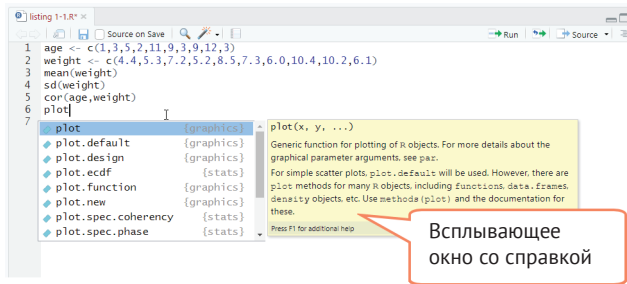 listing 1-1.R* ×
Source on Save
Run
Source
1 age <- c(1,3,5,2,11,9,3,9,12,3)
2 weight <- c(4.4,5.3,7.2,5.2,8.5,7.3,6.0,10.4,10.2,6.1)
3 mean(weight)
4 sd(weight)
5 cor(age,weight)
6 plot
7
plot {graphics}
plot.default {graphics}
plot.design {graphics}
plot.ecdf {stats}
plot.function {graphics}
plot.new {graphics}
plot.spec.coherency {stats}
plot.spec.phase {stats}
plot(x, y, ...)
Generic function for plotting of R objects. For more details about the
graphical parameter arguments, see par.
For simple scatter plots, plot.default will be used. However, there are
plot methods for many R objects, including functions, data.frames,
density objects, etc. Use methods(plot) and the documentation for
these.
Press F1 for additional help
Всплывающее
окно со справкой